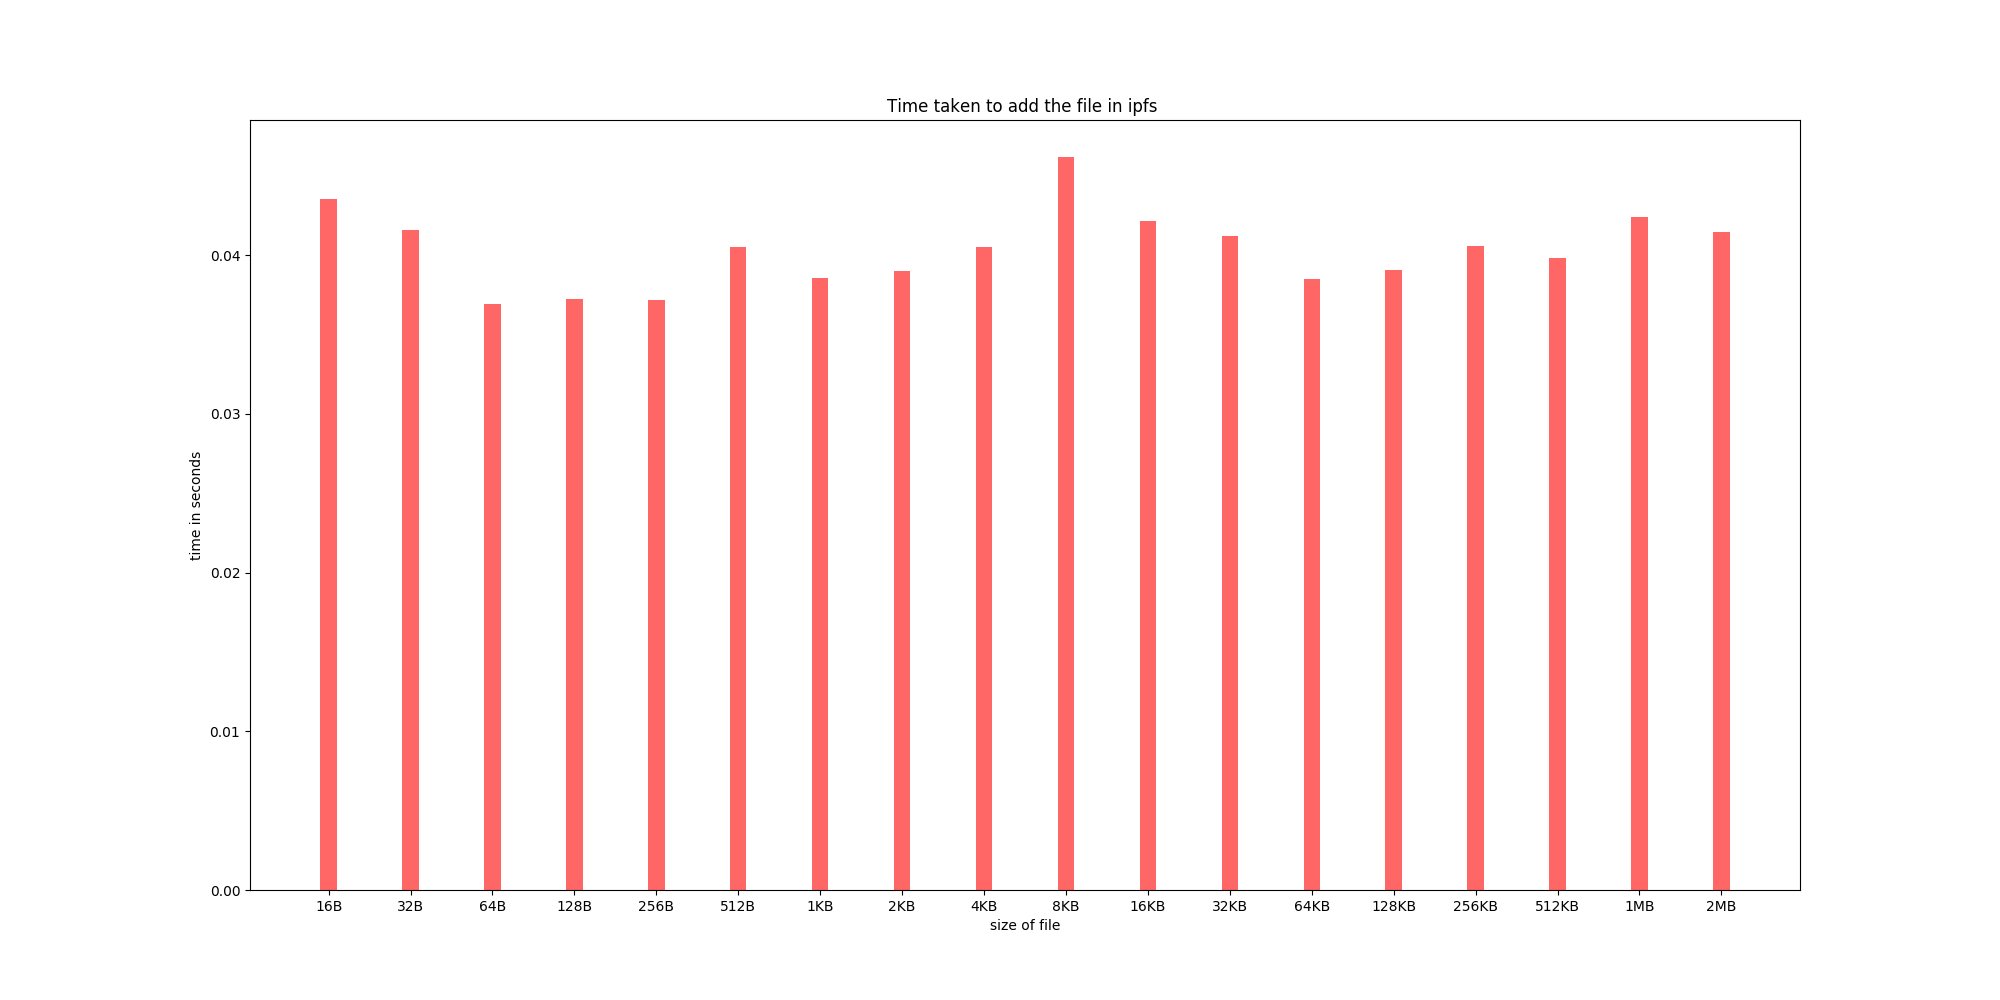 Time taken to add the file in ipfs
time in seconds
0.04
0.03
0.02
0.01
0.00
16B 32B 64B 128B 256B 512B 1KB 2KB 4KB 8KB 16KB 32KB 64KB 128KB 256KB 512KB 1MB 2MB
size of file